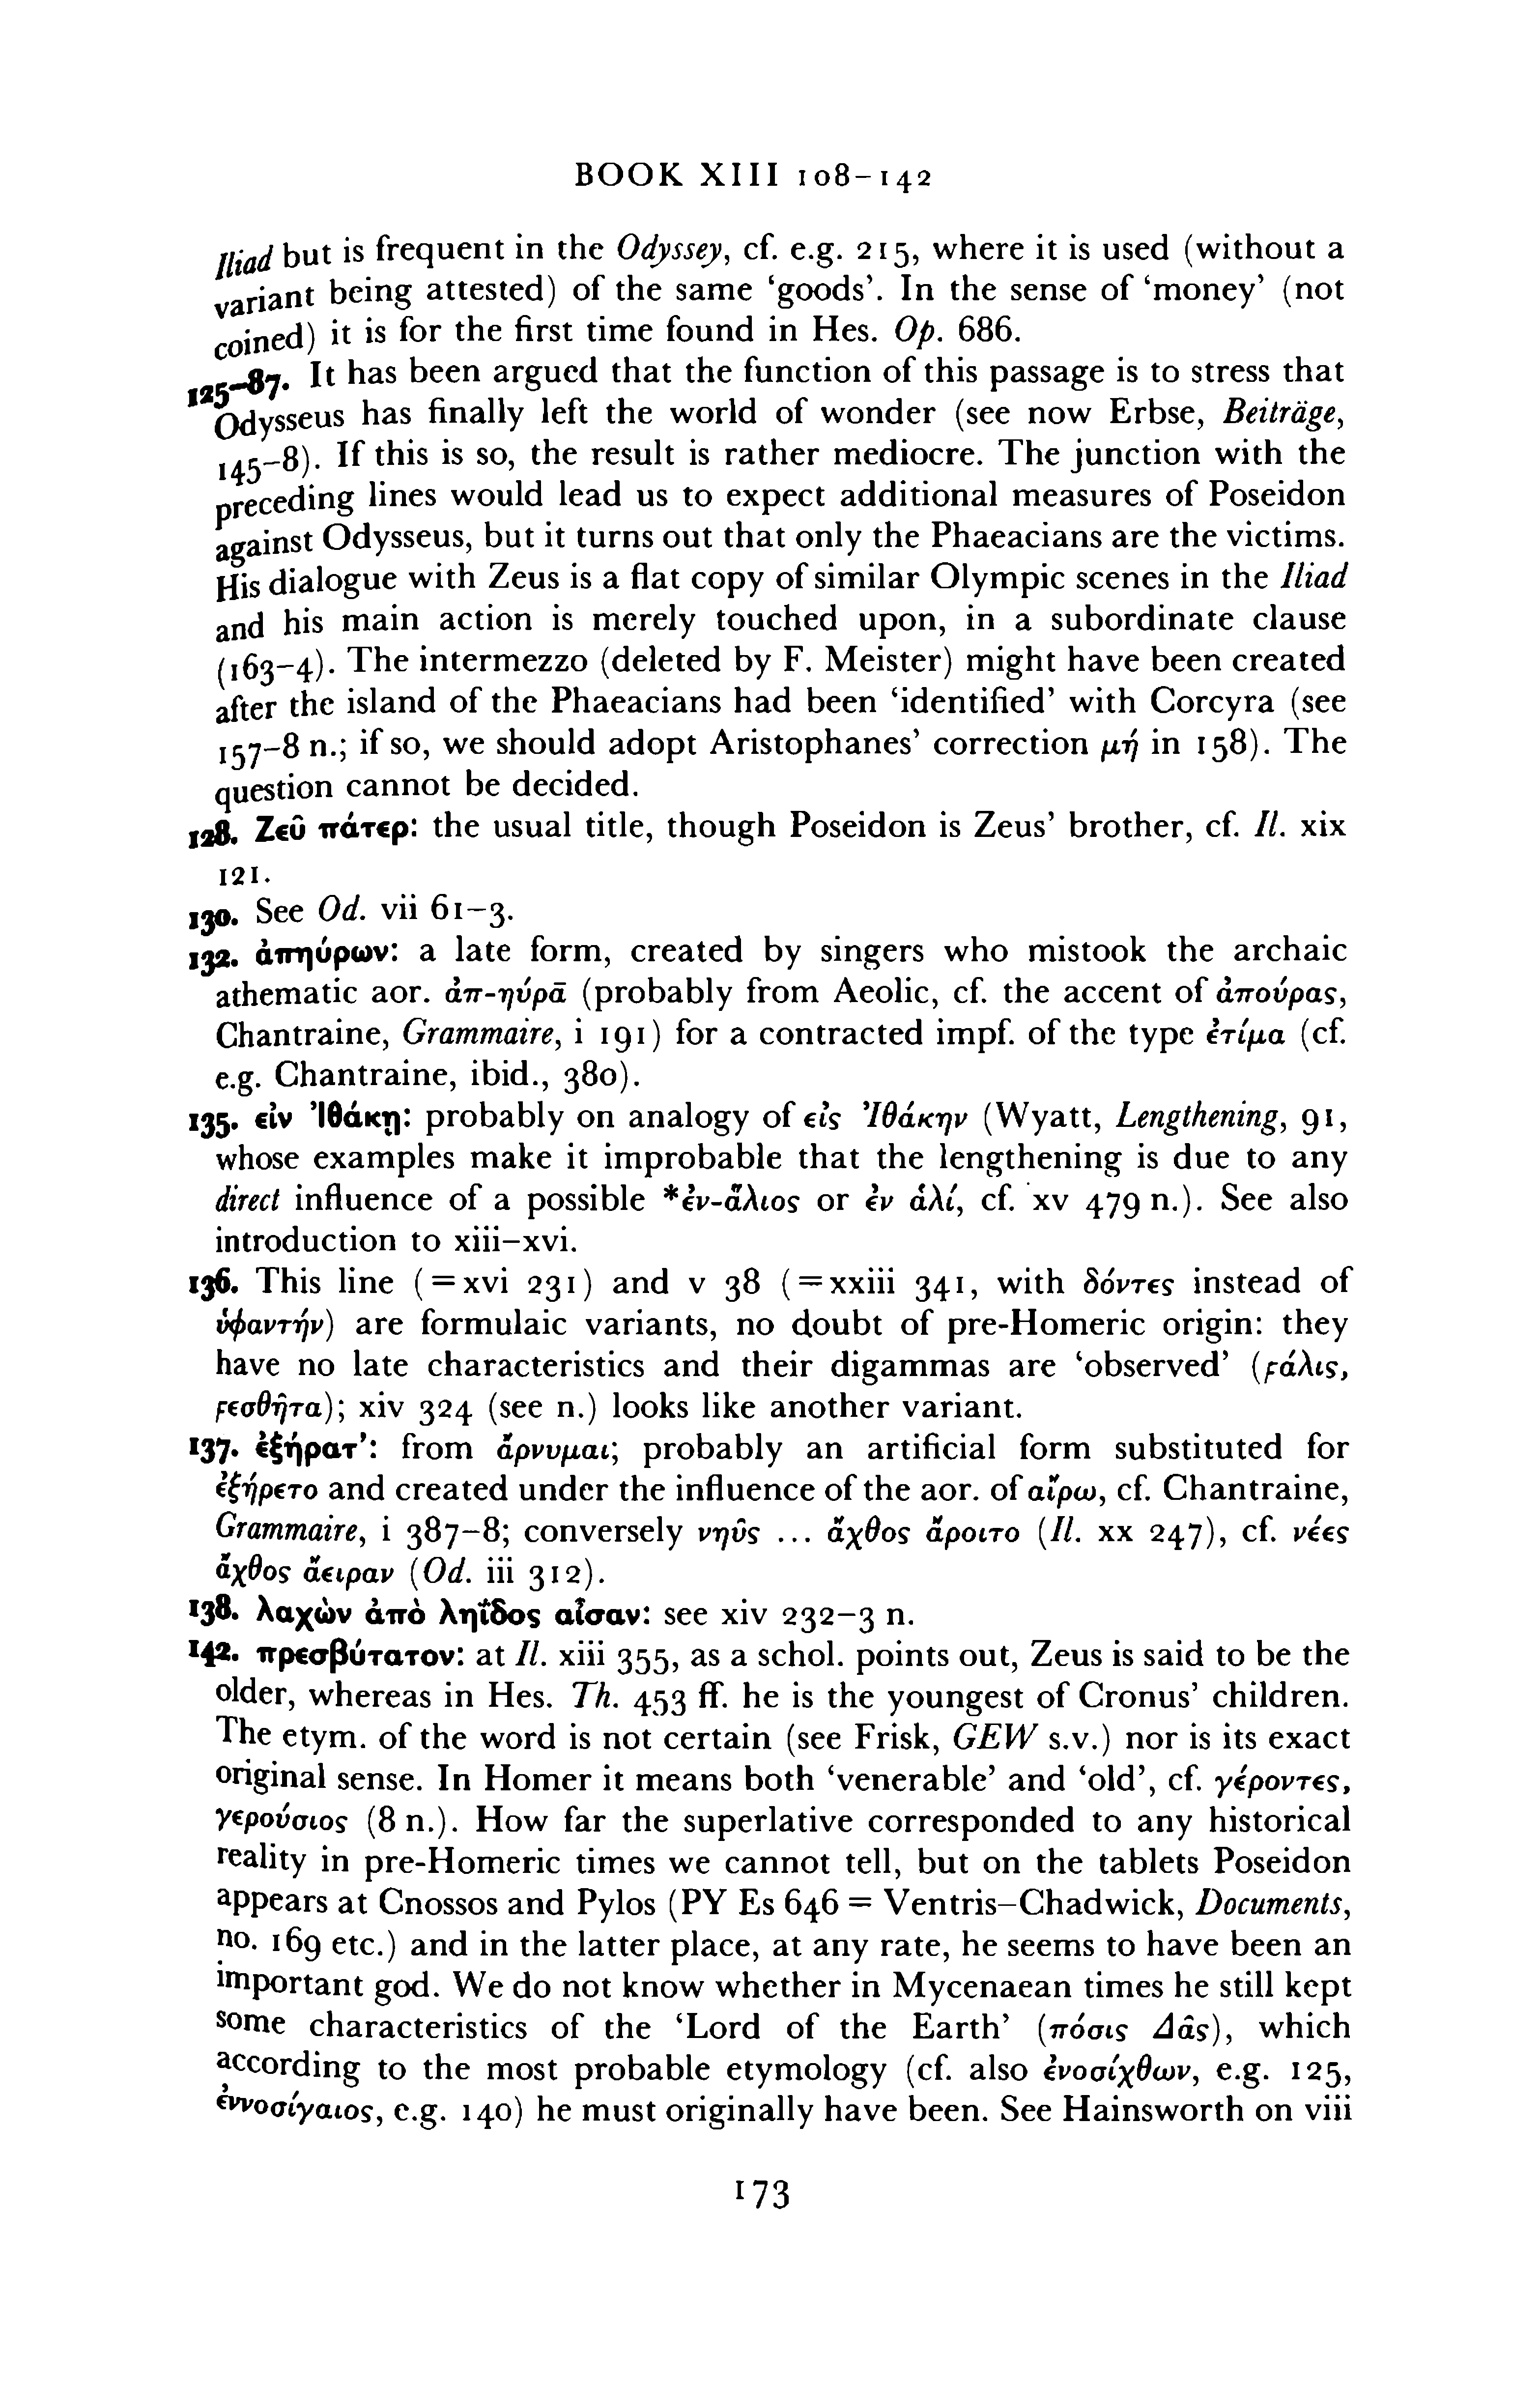 BOOK XIII 108–142
Iliad but is frequent in the Odyssey, cf. e.g. 215, where it is used (without a
variant being attested) of the same ‘goods’. In the sense of ‘money’ (not
coined) it is for the first time found in Hes. Op. 686.
125–87. It has been argued that the function of this passage is to stress that
Odysseus has finally left the world of wonder (see now Erbse, Beiträge,
145–8). If this is so, the result is rather mediocre. The junction with the
preceding lines would lead us to expect additional measures of Poseidon
against Odysseus, but it turns out that only the Phaeacians are the victims.
His dialogue with Zeus is a flat copy of similar Olympic scenes in the Iliad
and his main action is merely touched upon, in a subordinate clause
(163–4). The intermezzo (deleted by F. Meister) might have been created
after the island of the Phaeacians had been ‘identified’ with Corcyra (see
157–8 n.; if so, we should adopt Aristophanes’ correction μή in 158). The
question cannot be decided.
128. Ζεῦ πάτερ: the usual title, though Poseidon is Zeus’ brother, cf. Il. xix
121.
130. See Od. vii 61–3.
132. ἀπηύρων: a late form, created by singers who mistook the archaic
athematic aor. ἀπ-ηύρᾱ (probably from Aeolic, cf. the accent of ἀπούρας,
Chantraine, Grammaire, i 191) for a contracted impf. of the type ἐτίμα (cf.
e.g. Chantraine, ibid., 380).
135. εἰν Ἰθάκῃ: probably on analogy of εἰς Ἰθάκην (Wyatt, Lengthening, 91,
whose examples make it improbable that the lengthening is due to any
direct influence of a possible *ἐν-άλιος or ἐν ἁλί, cf. xv 479 n.). See also
introduction to xiii–xvi.
136. This line (=xvi 231) and v 38 (=xxiii 341, with δόντες instead of
ὑφαντήν) are formulaic variants, no doubt of pre-Homeric origin: they
have no late characteristics and their digammas are ‘observed’ (ϝάλις,
ϝεσθῆτα); xiv 324 (see n.) looks like another variant.
137. ἐξήρατ’: from ἄρνυμαι; probably an artificial form substituted for
ἐξήρετο and created under the influence of the aor. of αἴρω, cf. Chantraine,
Grammaire, i 387–8; conversely νηῦς ... ἄχθος ἄροιτο (Il. xx 247), cf. νέες
ἄχθος ἄειραν (Od. iii 312).
138. λαχὼν ἀπὸ ληΐδος αἶσαν: see xiv 232–3 n.
142. πρεσβύτατον: at Il. xiii 355, as a schol. points out, Zeus is said to be the
older, whereas in Hes. Th. 453 ff. he is the youngest of Cronus’ children.
The etym. of the word is not certain (see Frisk, GEW s.v.) nor is its exact
original sense. In Homer it means both ‘venerable’ and ‘old’, cf. γέροντες,
γερούσιος (8 n.). How far the superlative corresponded to any historical
reality in pre-Homeric times we cannot tell, but on the tablets Poseidon
appears at Cnossos and Pylos (PY Es 646 = Ventris–Chadwick, Documents,
no. 169 etc.) and in the latter place, at any rate, he seems to have been an
important god. We do not know whether in Mycenaean times he still kept
some characteristics of the ‘Lord of the Earth’ (πόσις Δᾶς), which
according to the most probable etymology (cf. also ἐνοσίχθων, e.g. 125,
ἐννοσίγαιος, e.g. 140) he must originally have been. See Hainsworth on viii
173